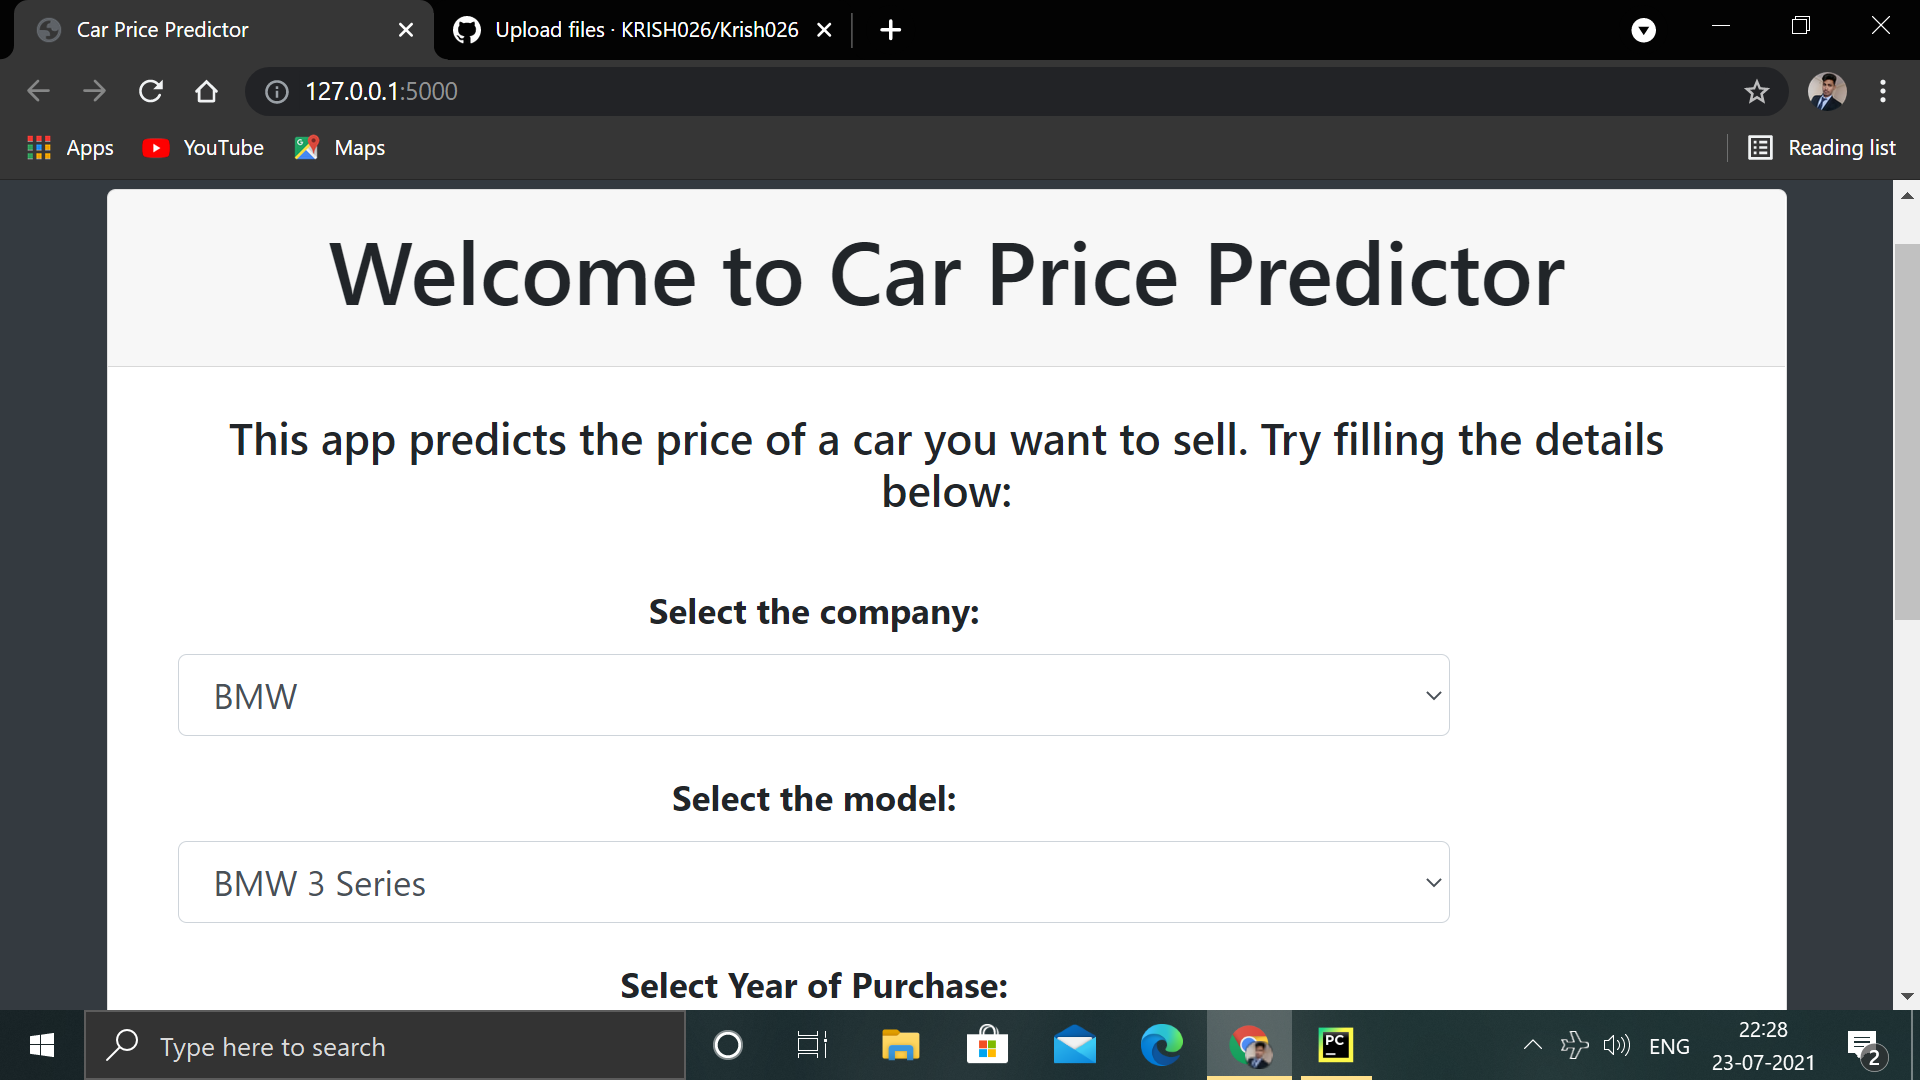 Car Price Predictor
Upload files · KRISH026/Krish026
127.0.0.1:5000
Apps
YouTube
Maps
Reading list
Welcome to Car Price Predictor
This app predicts the price of a car you want to sell. Try filling the details
below:
Select the company:
BMW
Select the model:
BMW 3 Series
Select Year of Purchase:
Type here to search
PC
ENG
22:28
23-07-2021
2